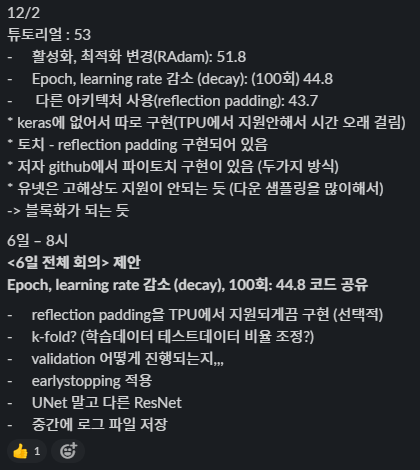 12/2
튜토리얼 : 53
- 활성화, 최적화 변경(RAdam): 51.8
- Epoch, learning rate 감소 (decay): (100회) 44.8
- 다른 아키텍처 사용(reflection padding): 43.7
* keras에 없어서 따로 구현(TPU에서 지원안해서 시간 오래 걸림)
* 토치 - reflection padding 구현되어 있음
* 저자 github에서 파이토치 구현이 있음 (두가지 방식)
* 유넷은 고해상도 지원이 안되는 듯 (다운 샘플링을 많이해서)
-> 블록화가 되는 듯
6일 – 8시
<6일 전체 회의> 제안
Epoch, learning rate 감소 (decay), 100회: 44.8 코드 공유
- reflection padding을 TPU에서 지원되게끔 구현 (선택적)
- k-fold? (학습데이터 테스트데이터 비율 조정?)
- validation 어떻게 진행되는지,,,
- earlystopping 적용
- UNet 말고 다른 ResNet
- 중간에 로그 파일 저장
👍 1